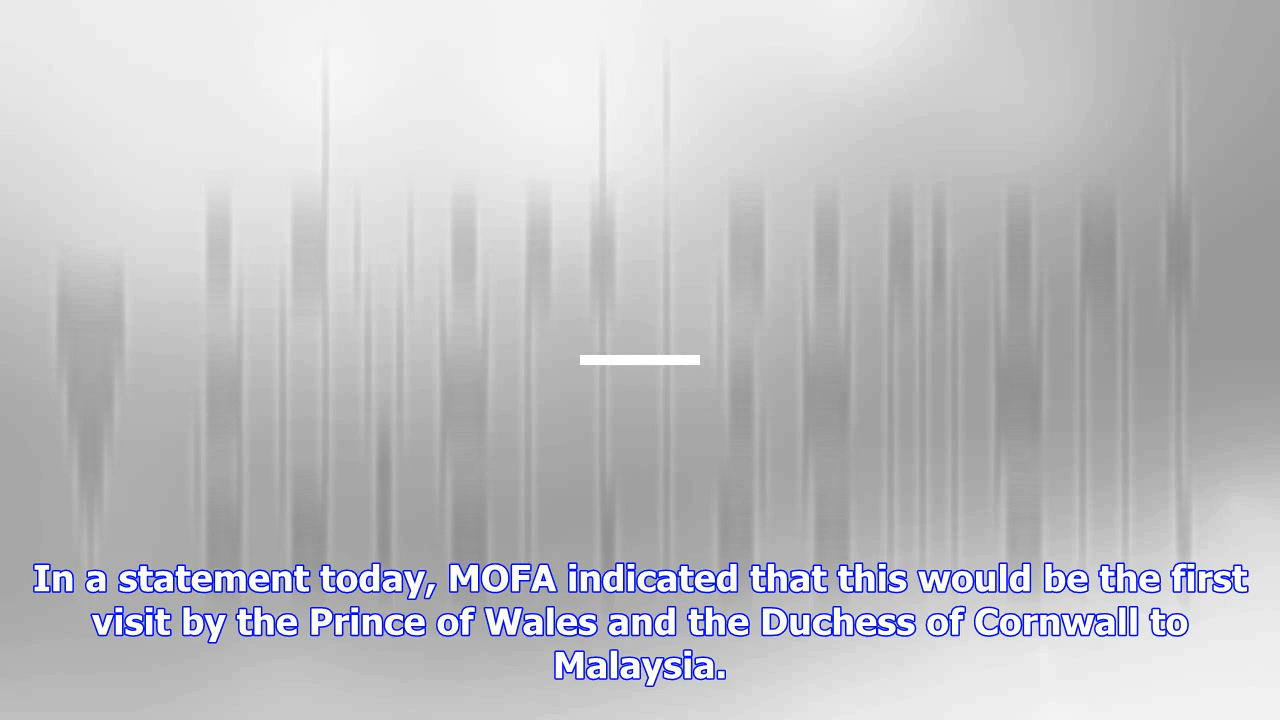 In a statement today, MOFA indicated that this would be the first
visit by the Prince of Wales and the Duchess of Cornwall to
Malaysia.